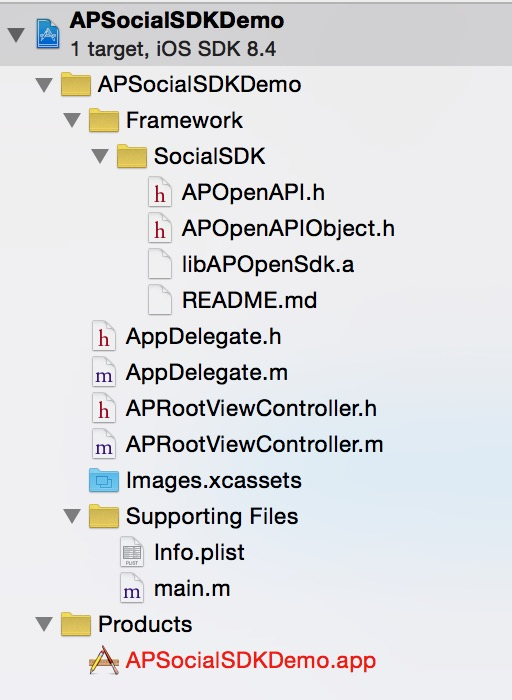 APSocialSDKDemo
1 target, iOS SDK 8.4
APSocialSDKDemo
Framework
SocialSDK
h APOpenAPI.h
h APOpenAPIObject.h
libAPOpenSdk.a
README.md
h AppDelegate.h
m AppDelegate.m
h APRootViewController.h
m APRootViewController.m
Images.xcassets
Supporting Files
PLIST Info.plist
m main.m
Products
APSocialSDKDemo.app